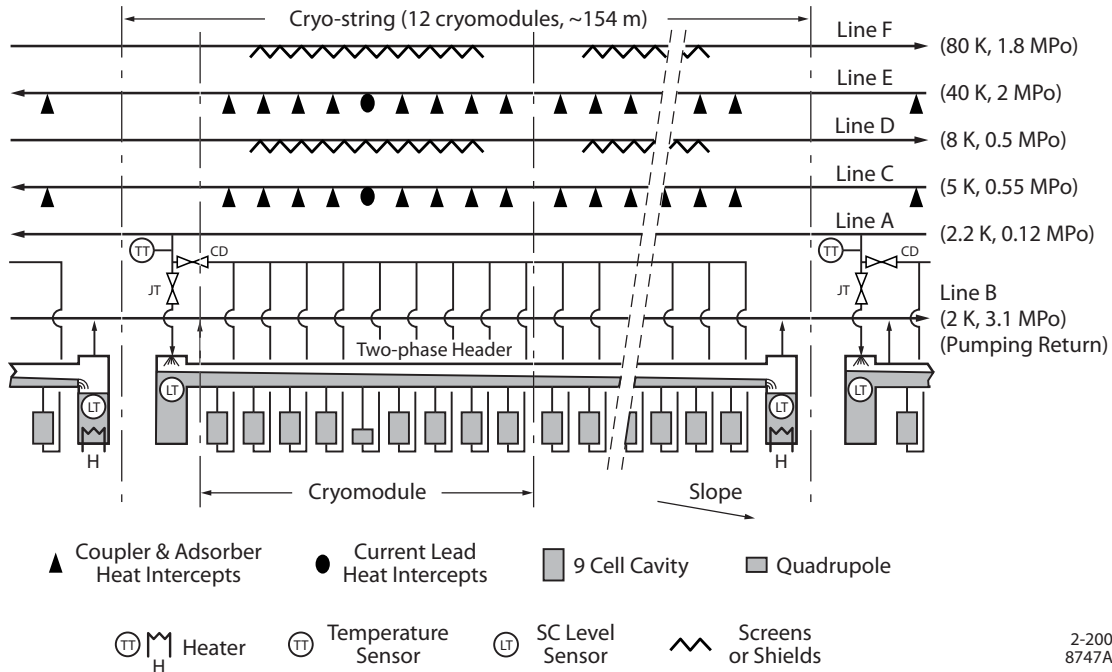 Cryo-string (12 cryomodules, ~154 m)
Line F
(80 K, 1.8 MPo)
Line E
(40 K, 2 MPo)
Line D
(8 K, 0.5 MPo)
Line C
(5 K, 0.55 MPo)
Line A
(2.2 K, 0.12 MPo)
TT
CD
TT
CD
JT
JT
Line B
(2 K, 3.1 MPo)
(Pumping Return)
Two-phase Header
LT
LT
LT
LT
H
H
Cryomodule
Slope
Coupler & Adsorber
Heat Intercepts
Current Lead
Heat Intercepts
9 Cell Cavity
Quadrupole
TT
H
Heater
TT
Temperature
Sensor
LT
SC Level
Sensor
Screens
or Shields
2-200
8747A